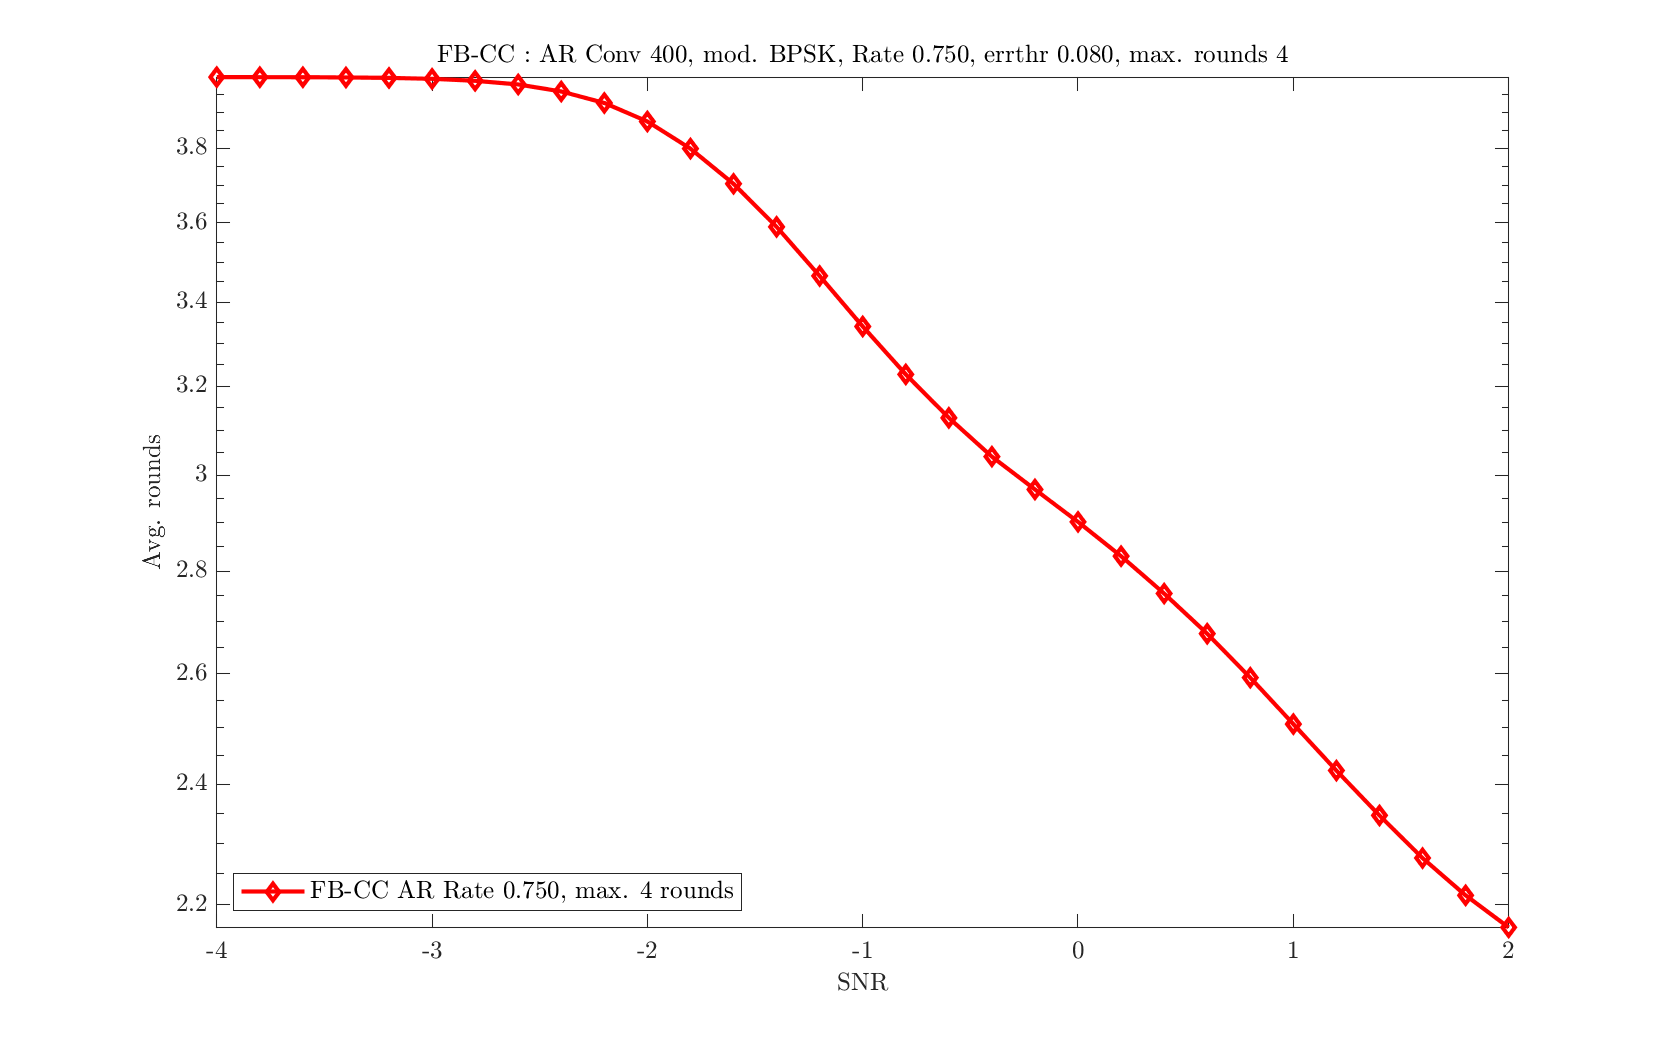 FB-CC : AR Conv 400, mod. BPSK, Rate 0.750, errthr 0.080, max. rounds 4
3.8
3.6
3.4
3.2
3
2.8
2.6
2.4
2.2
Avg. rounds
FB-CC AR Rate 0.750, max. 4 rounds
-4 -3 -2 -1 0 1 2
SNR